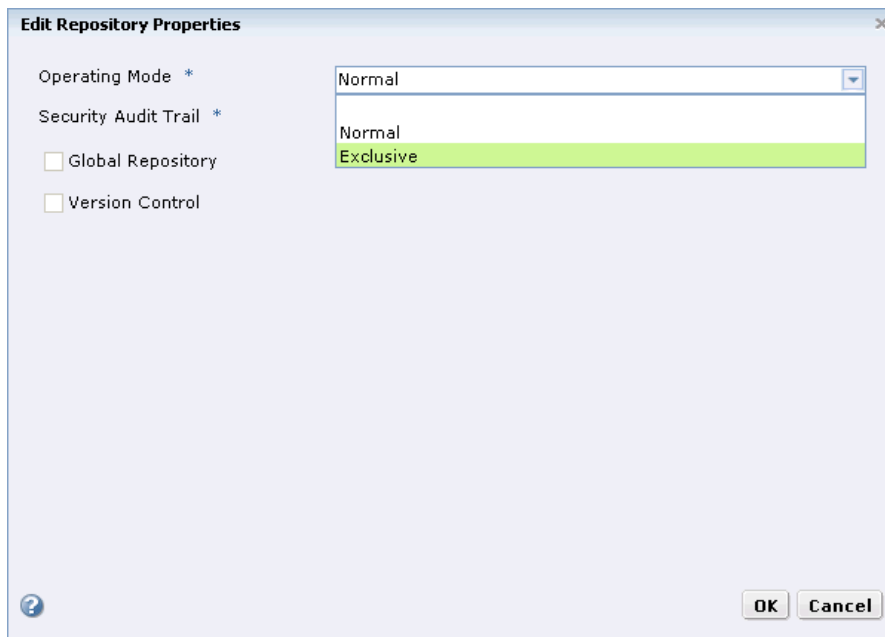 Edit Repository Properties
Operating Mode *
Normal
Security Audit Trail *
Normal
Exclusive
Global Repository
Version Control
OK
Cancel